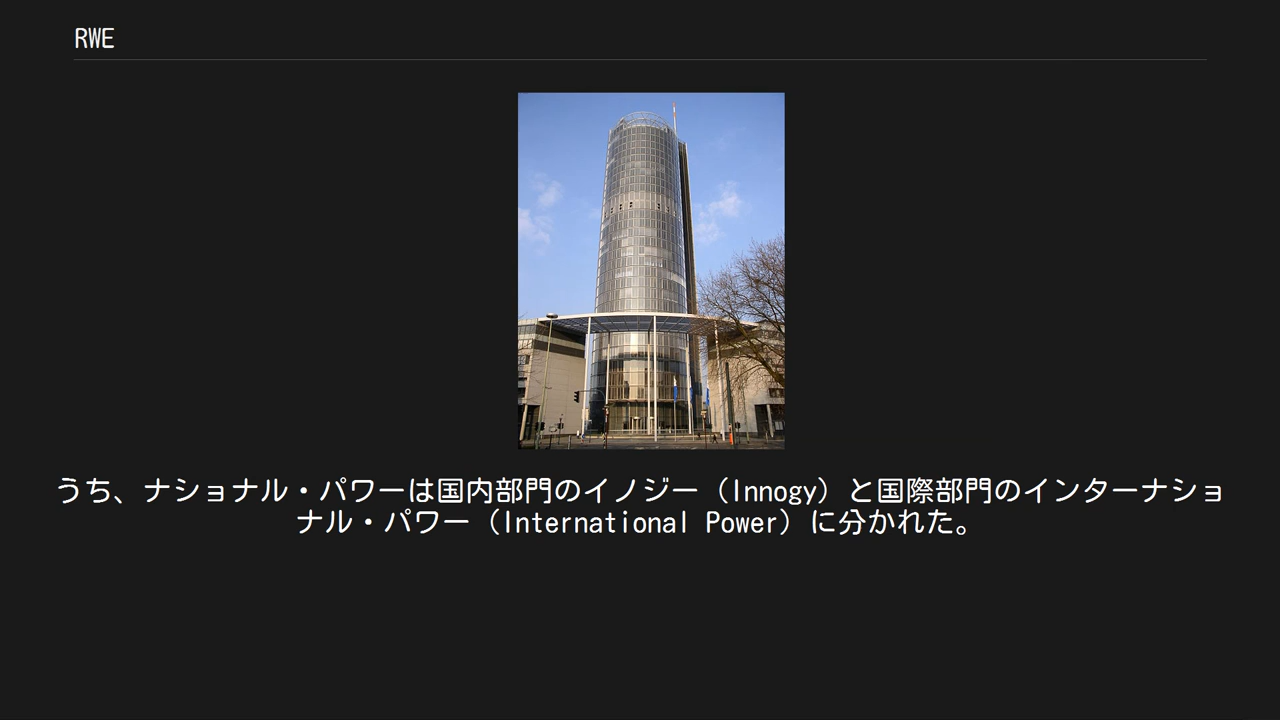 RWE
うち、ナショナル・パワーは国内部門のイノジー（Innogy）と国際部門のインターナショ
ナル・パワー（International Power）に分かれた。